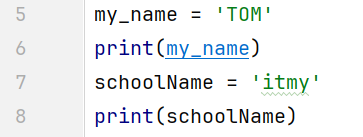 5 my_name = 'TOM'
6 print(my_name)
7 schoolName = 'itmy'
8 print(schoolName)